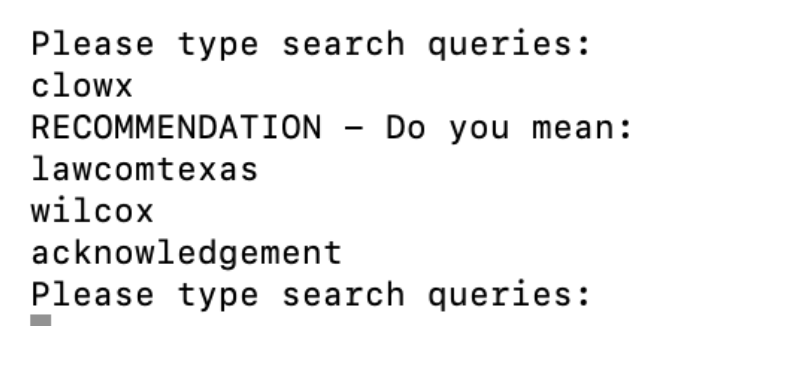 Please type search queries:
clowx
RECOMMENDATION – Do you mean:
lawcomtexas
wilcox
acknowledgement
Please type search queries: